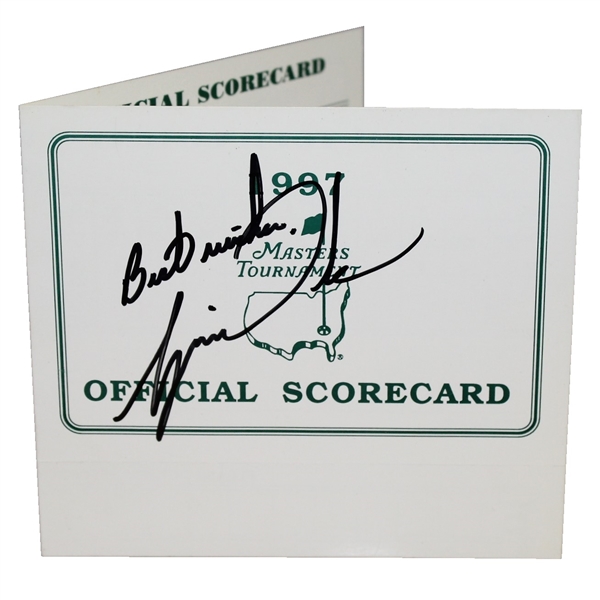 OFFICIAL SCORECARD
1997
Best wishes.
MASTERS
TOURNAMENT
®
OFFICIAL SCORECARD